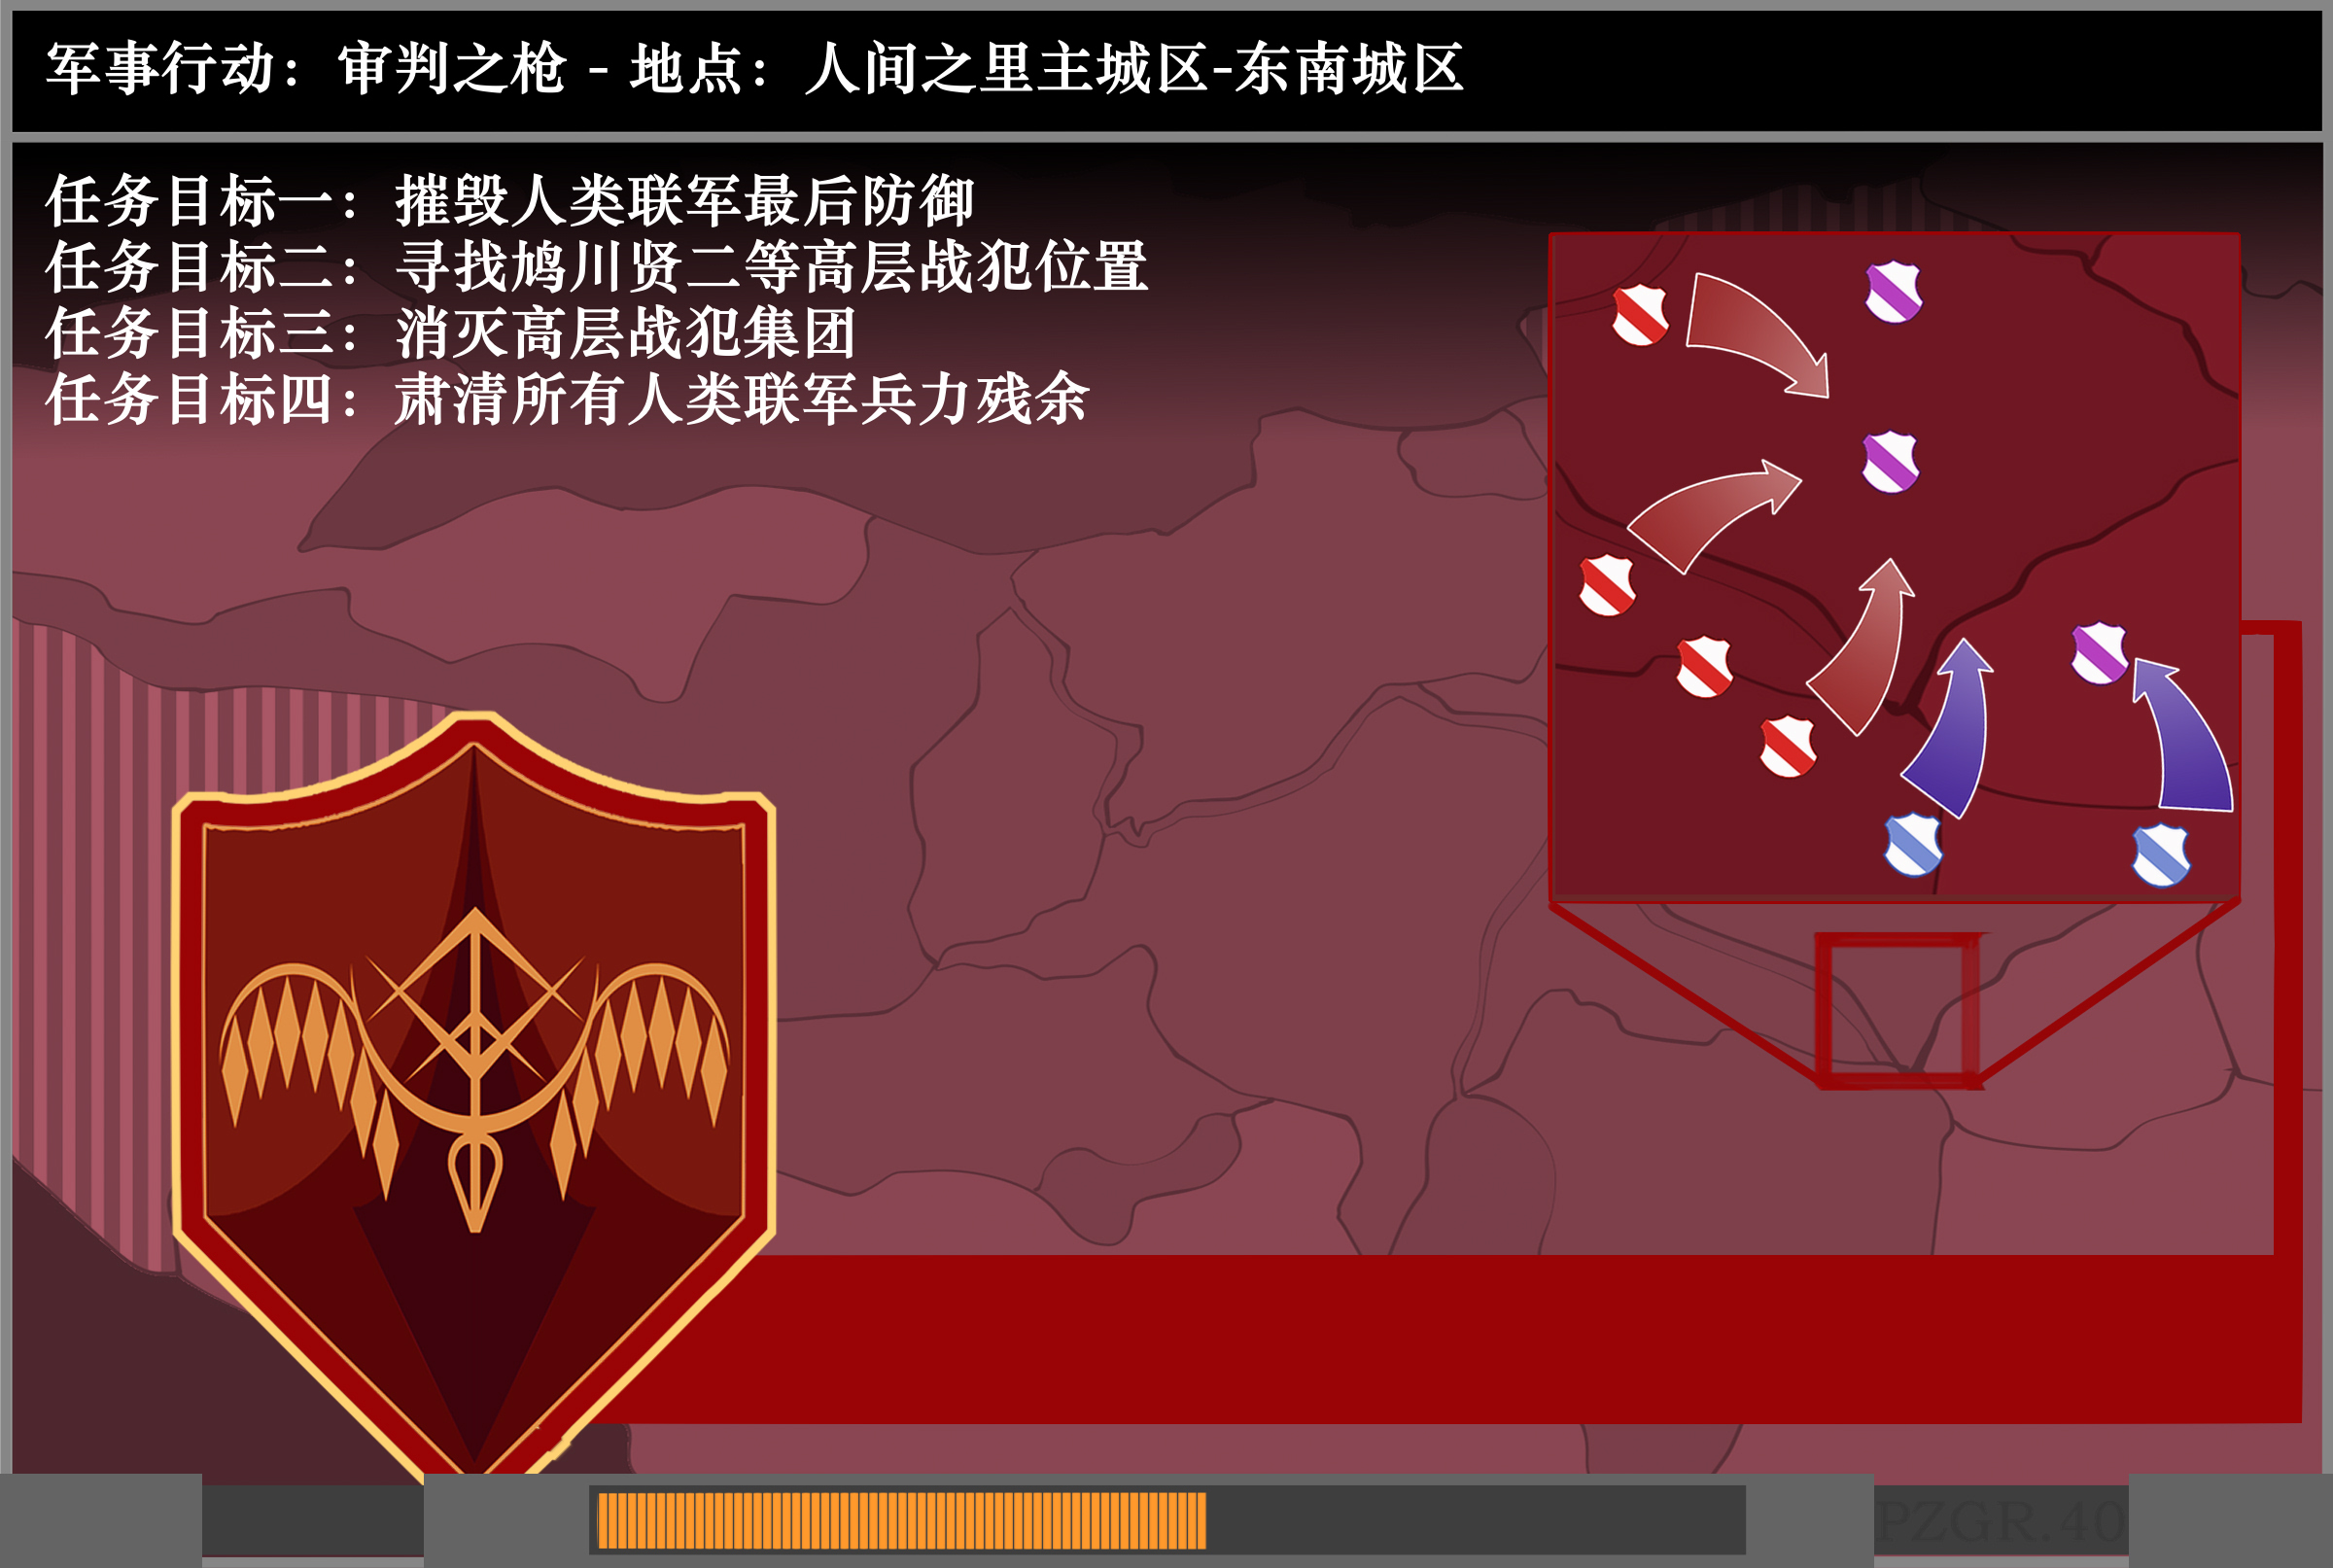 军事行动：审判之枪 - 地点：人间之里主城区-东南城区
任务目标一：摧毁人类联军最后防御
任务目标二：寻找媴川贤二等高层战犯位置
任务目标三：消灭高层战犯集团
任务目标四：肃清所有人类联军兵力残余
PZGR.40